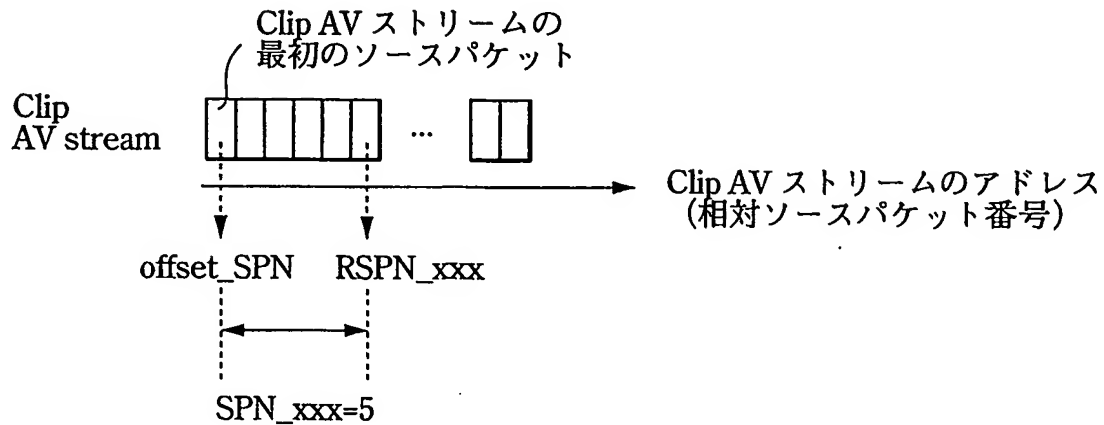 Clip AV ストリームの
最初のソースパケット
Clip
AV stream
...
Clip AV ストリームのアドレス
(相対ソースパケット番号)
offset_SPN RSPN_xxx
SPN_xxx=5